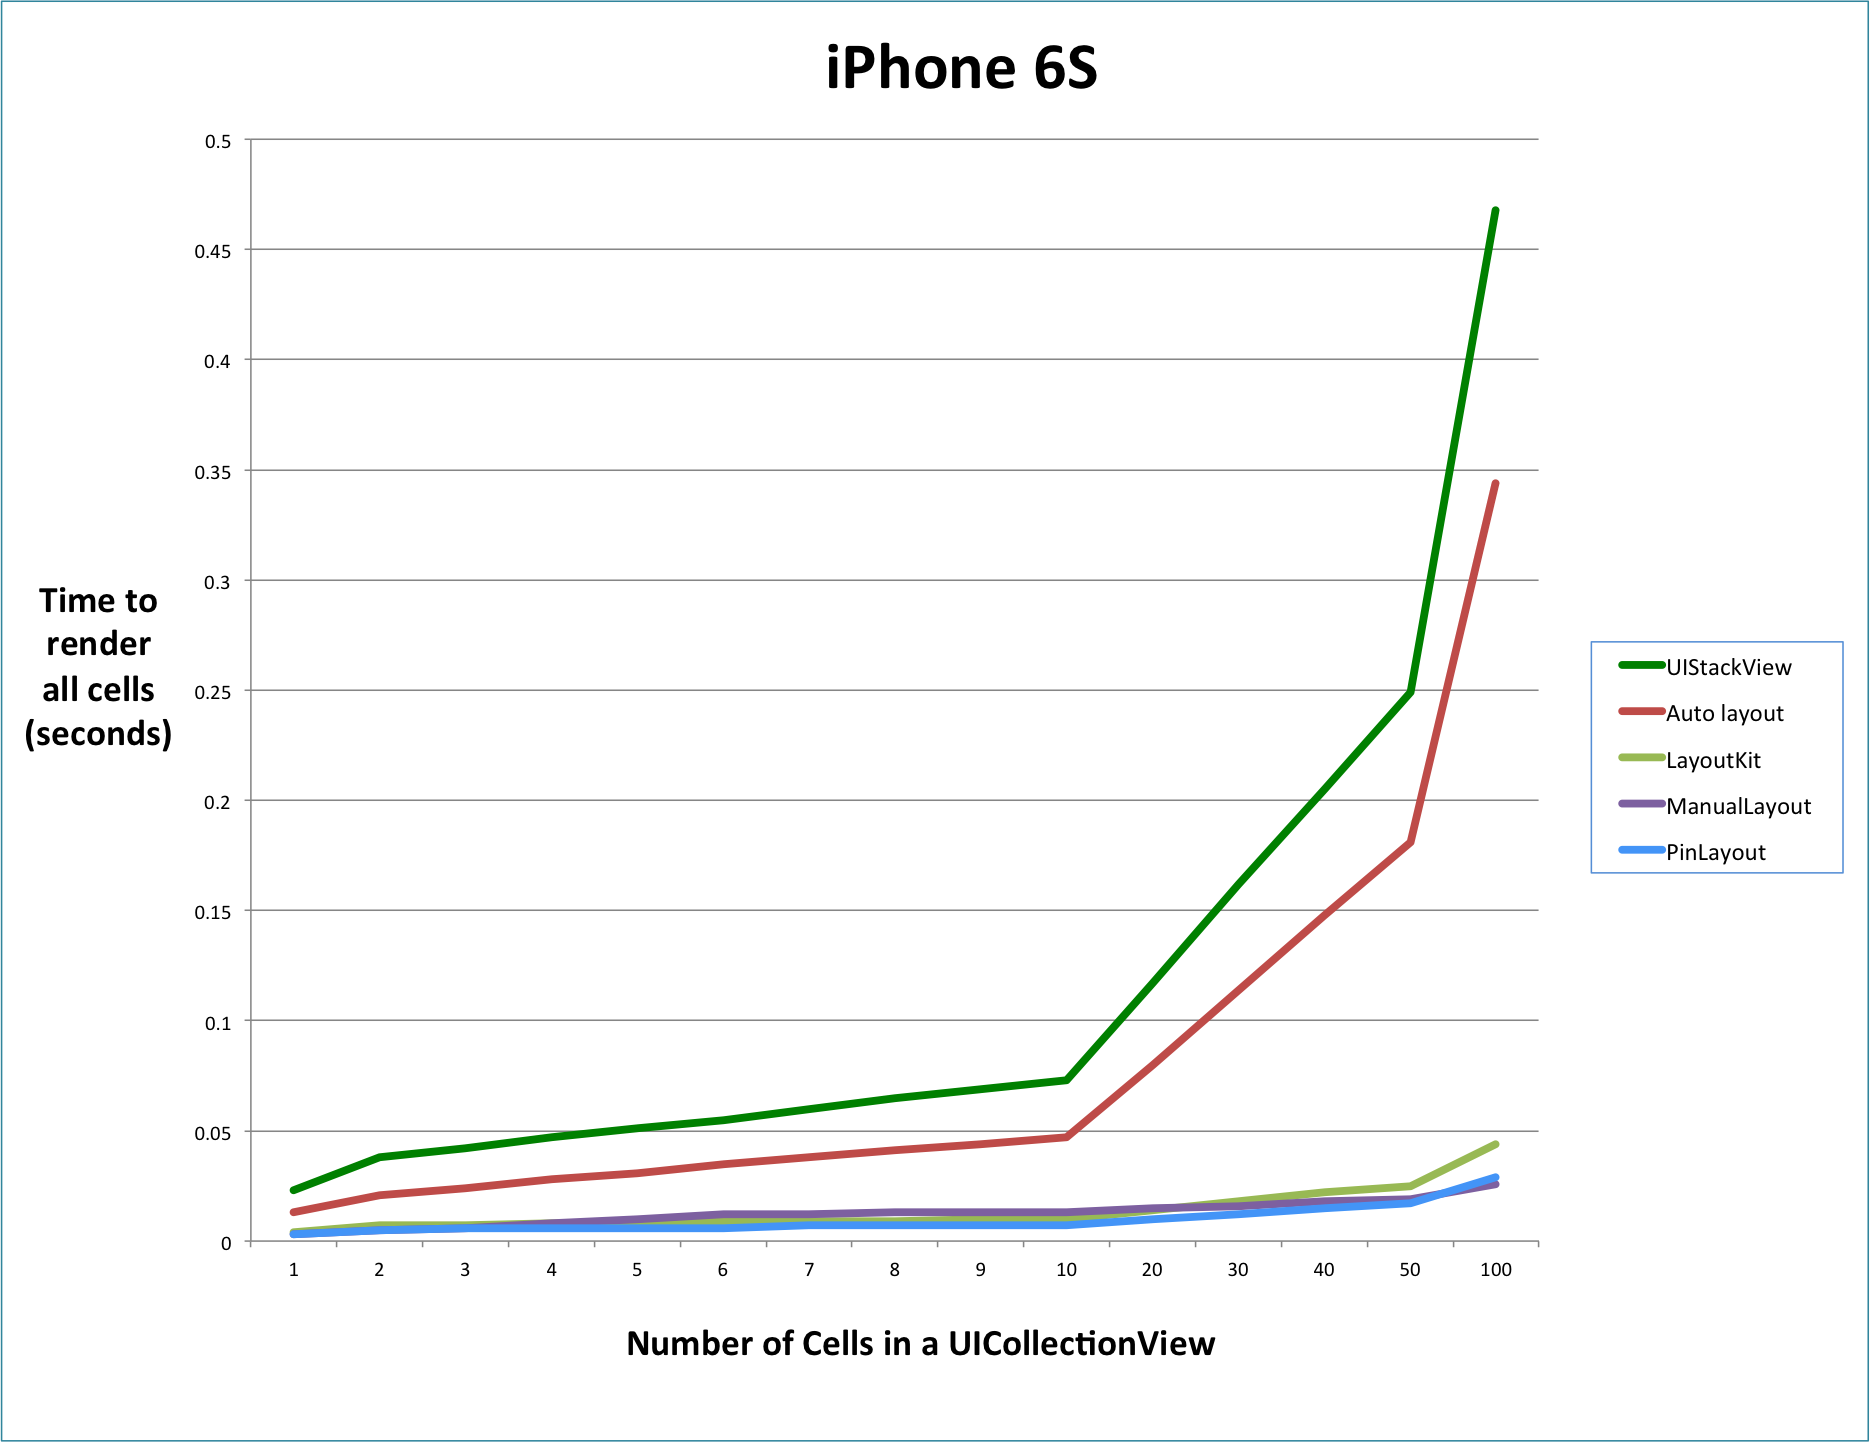 iPhone 6S
0.5
0.45
0.4
0.35
0.3
0.25
0.2
0.15
0.1
0.05
0
Time to
render
all cells
(seconds)
UIStackView
Auto layout
LayoutKit
ManualLayout
PinLayout
1 2 3 4 5 6 7 8 9 10 20 30 40 50 100
Number of Cells in a UICollectionView